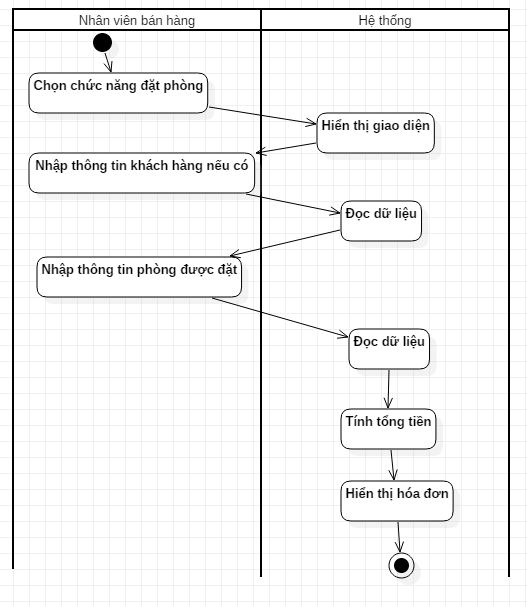 Nhân viên bán hàng
Hệ thống
Chọn chức năng đặt phòng
Hiển thị giao diện
Nhập thông tin khách hàng nếu có
Đọc dữ liệu
Nhập thông tin phòng được đặt
Đọc dữ liệu
Tính tổng tiền
Hiển thị hóa đơn